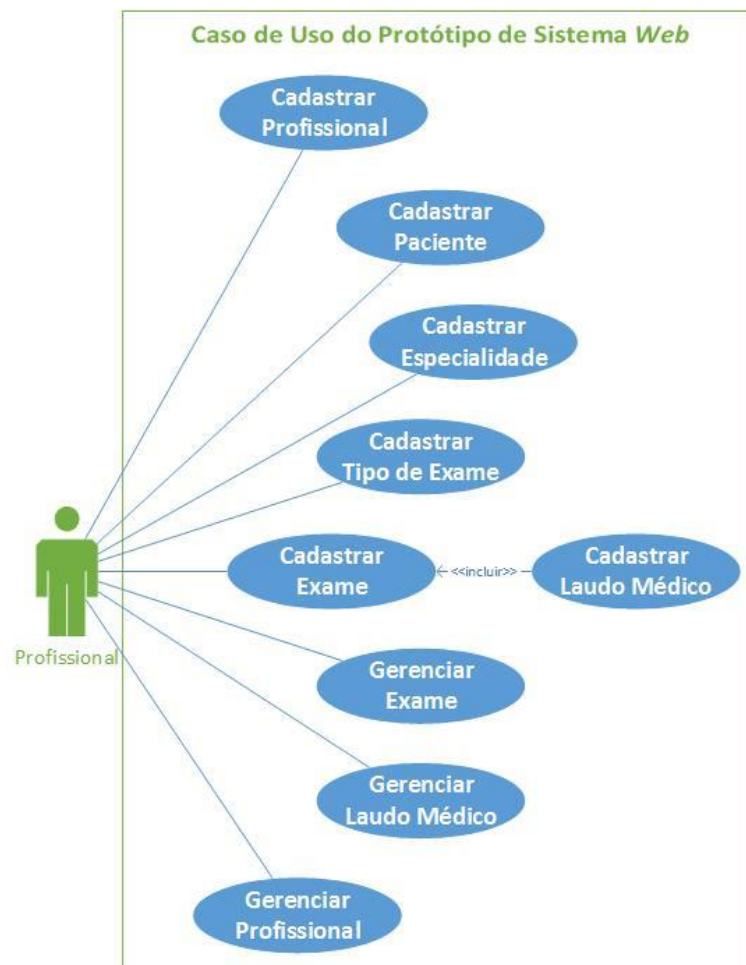 Caso de Uso do Protótipo de Sistema Web
Cadastrar
Profissional
Cadastrar
Paciente
Cadastrar
Especialidade
Cadastrar
Tipo de Exame
Cadastrar
Exame
<<incluir>>
Cadastrar
Laudo Médico
Profissional
Gerenciar
Exame
Gerenciar
Laudo Médico
Gerenciar
Profissional